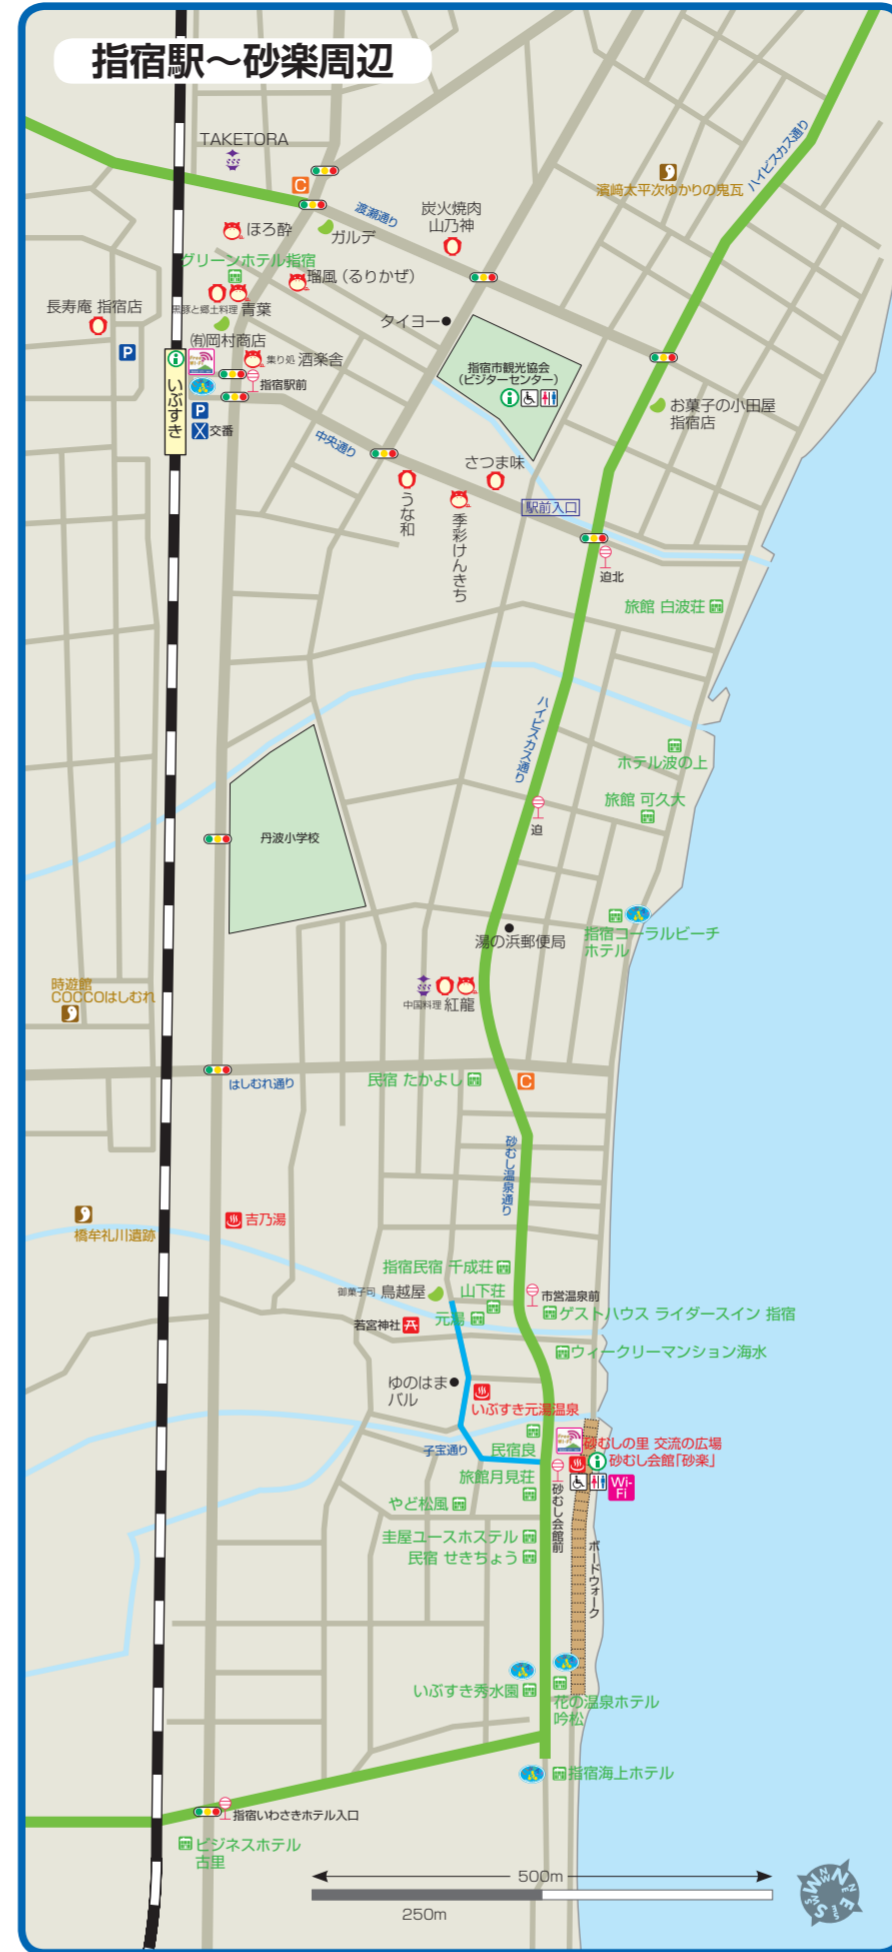 指宿駅～砂楽周辺
TAKETORA
ハイビスカス通り
濱﨑太平次ゆかりの鬼瓦
C
渡瀬通り
炭火焼肉
山乃神
ほろ酔
ガルデ
グリーンホテル指宿
瑠風（るりかぜ）
長寿庵 指宿店
黒豚と郷土料理 青葉
タイヨー
P
㈲岡村商店
集り処 酒楽舎
指宿市観光協会
（ビジターセンター）
いぶすき
指宿駅前
P
交番
お菓子の小田屋
指宿店
中央通り
さつま味
うな和
季彩けんきち
駅前入口
迫北
旅館 白波荘
ハイビスカス通り
ホテル波の上
旅館 可久大
迫
丹波小学校
湯の浜郵便局
指宿コーラルビーチ
ホテル
時遊館
COCCOはしむれ
中国料理 紅龍
はしむれ通り
民宿 たかよし
C
砂むし温泉通り
吉乃湯
橋牟礼川遺跡
指宿民宿 千成荘
御菓子司 鳥越屋
山下荘
市営温泉前
元湯
ゲストハウス ライダースイン 指宿
若宮神社
ウィークリーマンション海水
ゆのはま
バル
いぶすき元湯温泉
子宝通り
民宿良
砂むしの里 交流の広場
砂むし会館「砂楽」
旅館月見荘
Wi-
Fi
砂むし会館前
やど松風
圭屋ユースホステル
民宿 せきちょう
ボードウォーク
いぶすき秀水園
花の温泉ホテル
吟松
指宿海上ホテル
指宿いわさきホテル入口
ビジネスホテル
古里
500m
250m
N
E
S
W